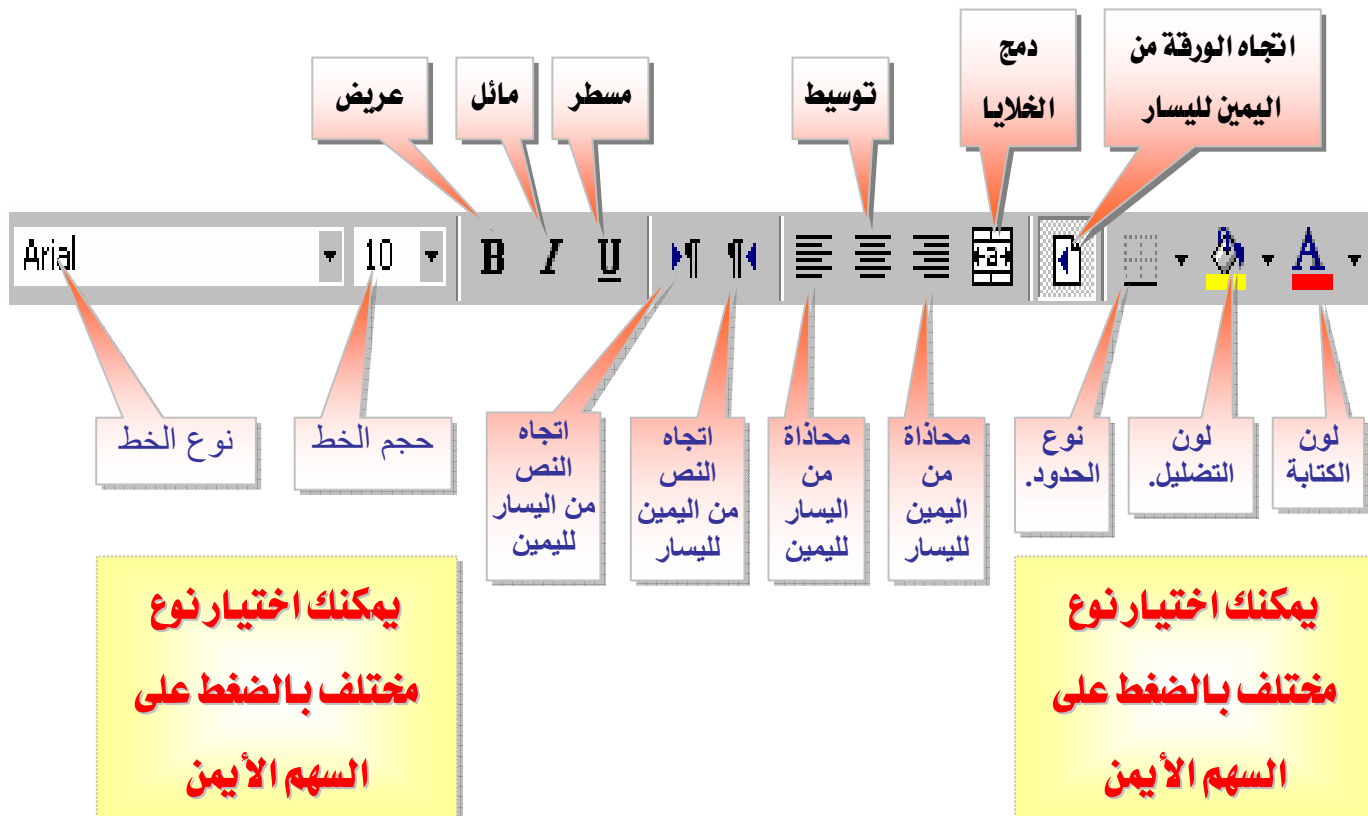 اتجاه الورقة من
اليمين لليسار
دمج
الخلايا
توسيط
مسطر
مائل
عريض
Arial
10
B
I
U
a
A
نوع الخط
حجم الخط
اتجاه
النص
من اليسار
لليمين
اتجاه
النص
من اليمين
لليسار
محاذاة
من
اليسار
لليمين
محاذاة
من
اليمين
لليسار
نوع
الحدود.
لون
التضليل.
لون
الكتابة
يمكنك اختيار نوع
مختلف بالضغط على
السهم الأيمن
يمكنك اختيار نوع
مختلف بالضغط على
السهم الأيمن